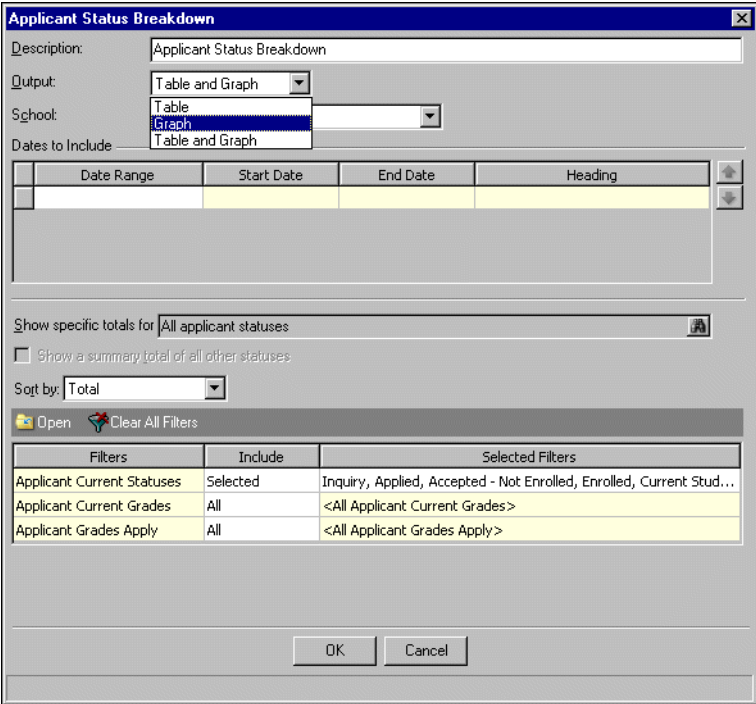 Applicant Status Breakdown
Description: Applicant Status Breakdown
Output: Table and Graph
Table
School: Graph
Dates to Include Table and Graph
Date Range Start Date End Date Heading
Show specific totals for All applicant statuses
Show a summary total of all other statuses
Sort by: Total
Open Clear All Filters
Filters Include Selected Filters
Applicant Current Statuses Selected Inquiry, Applied, Accepted - Not Enrolled, Enrolled, Current Stud...
Applicant Current Grades All <All Applicant Current Grades>
Applicant Grades Apply All <All Applicant Grades Apply>
OK Cancel